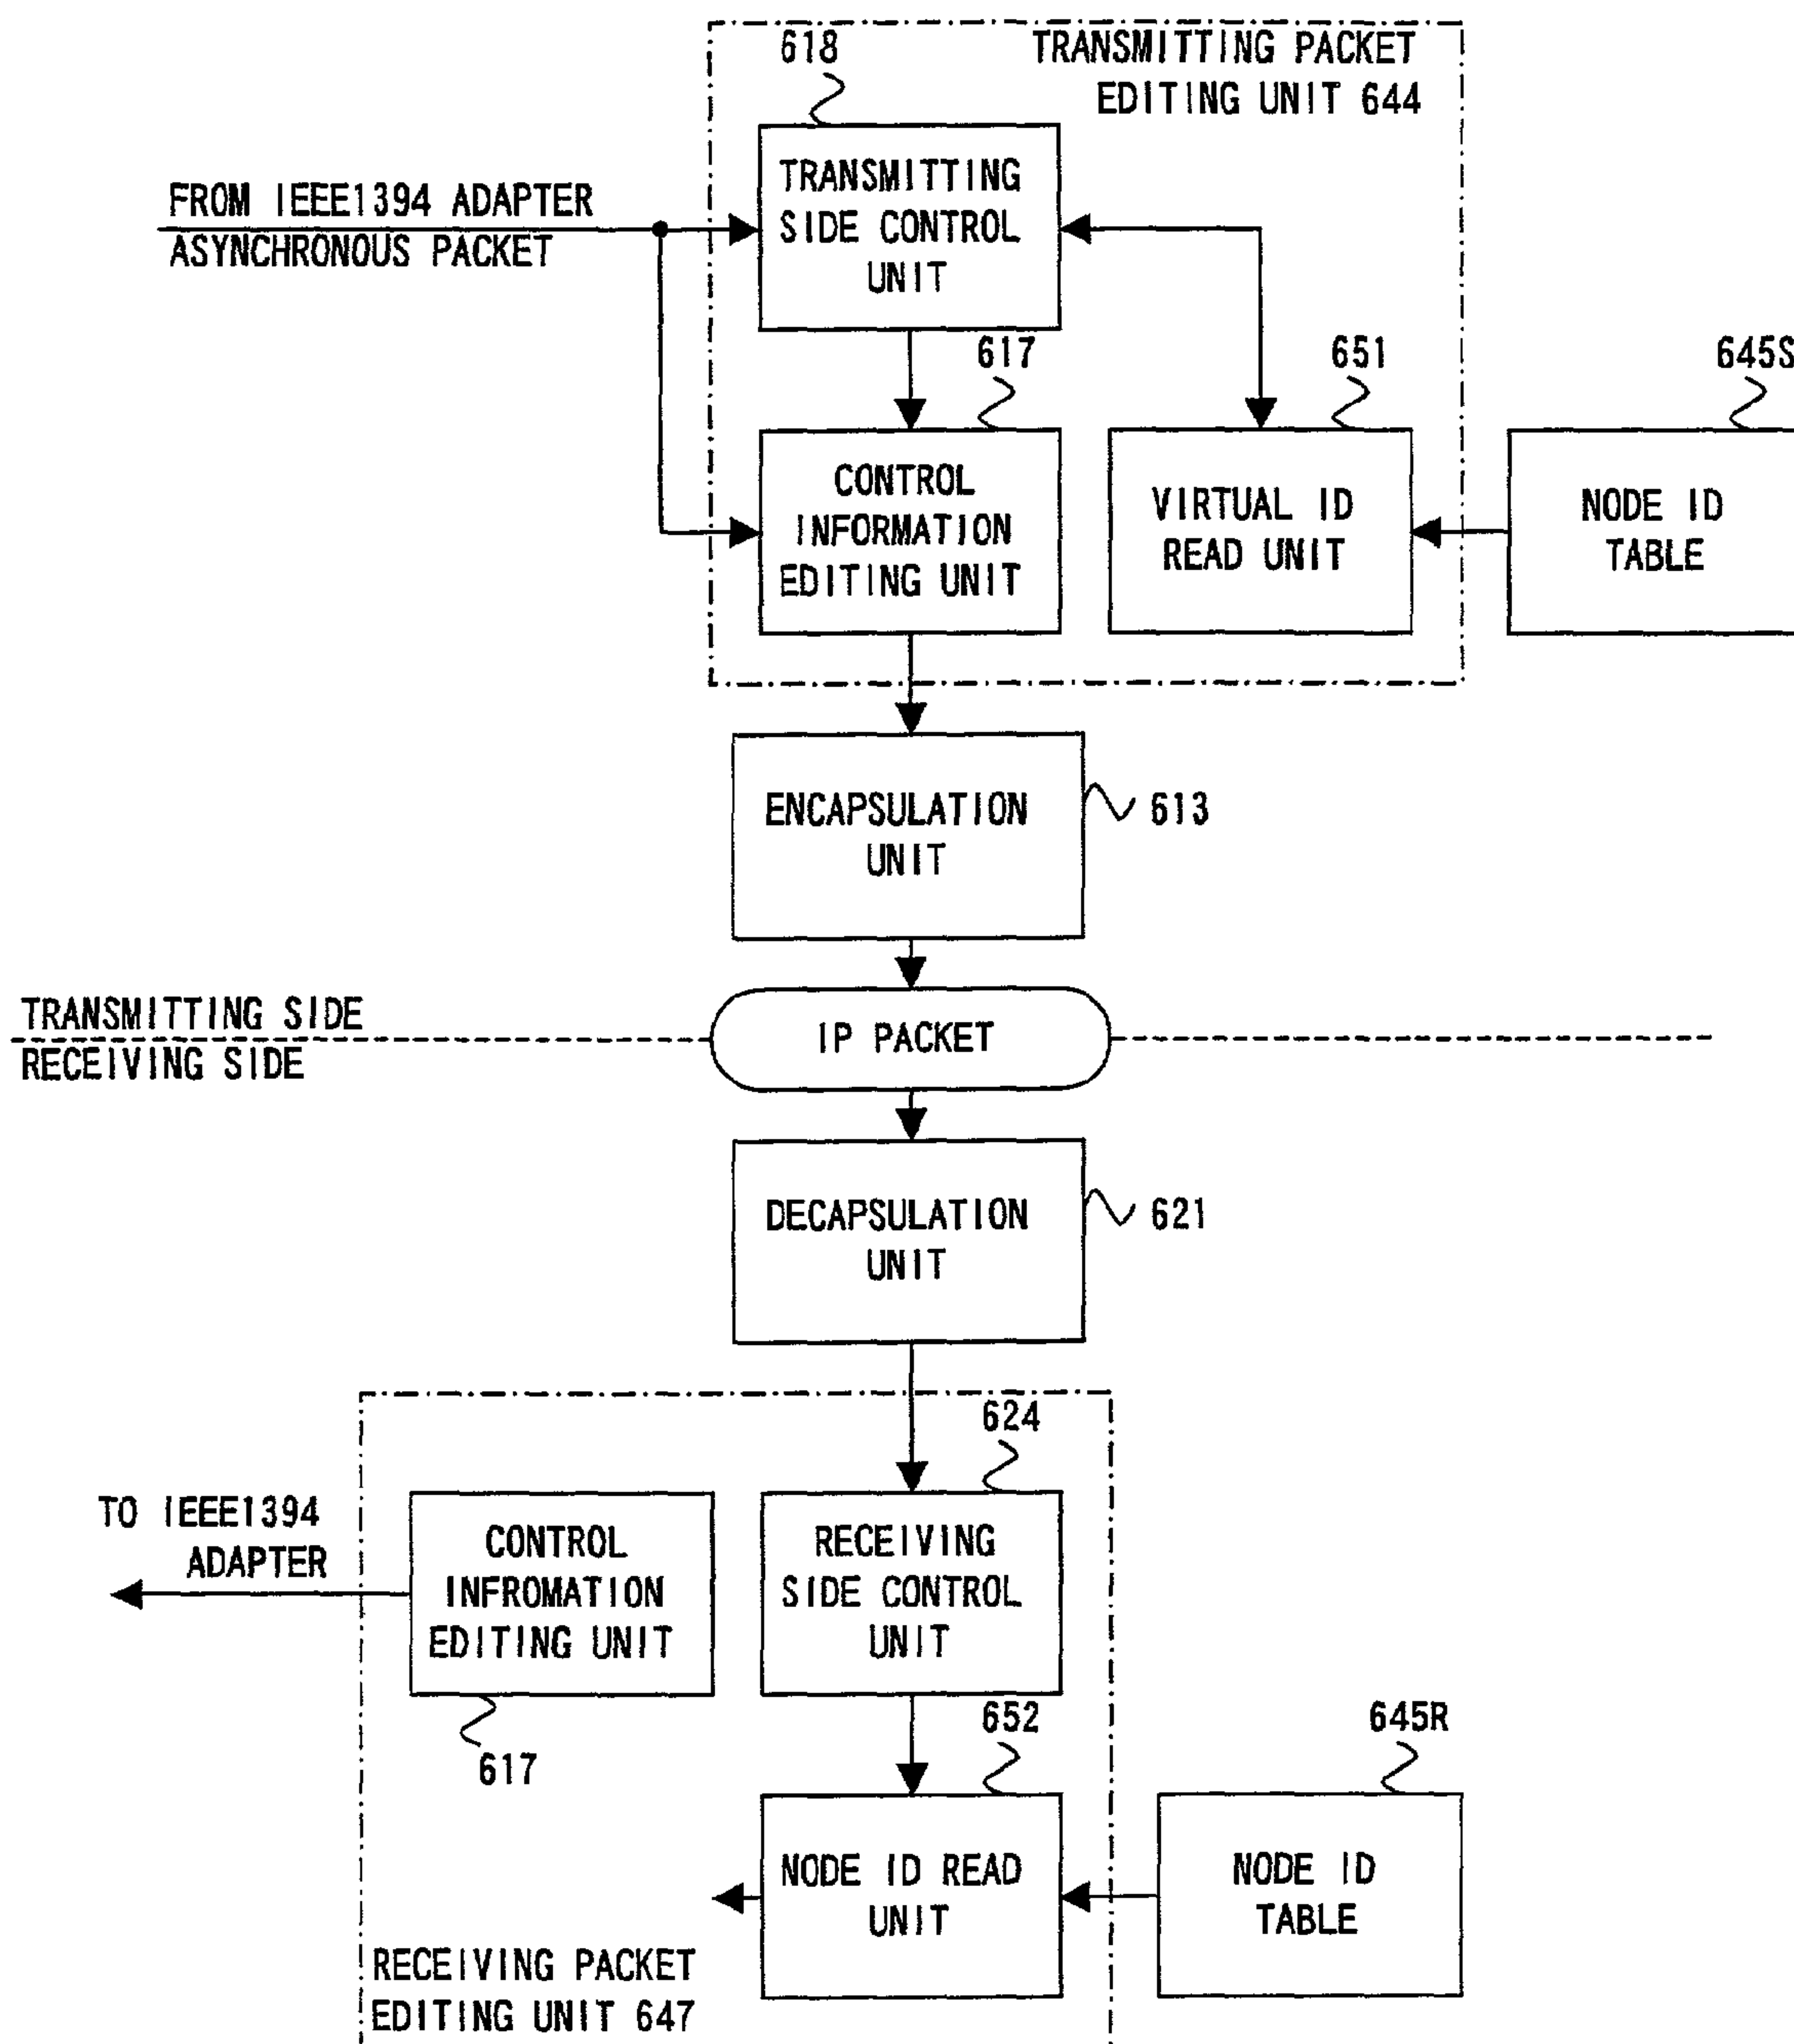 618
TRANSMITTING PACKET
EDITING UNIT 644
TRANSMITTING
SIDE CONTROL
UNIT
FROM IEEE1394 ADAPTER
ASYNCHRONOUS PACKET
617
651
645S
CONTROL
INFORMATION
EDITING UNIT
VIRTUAL ID
READ UNIT
NODE ID
TABLE
ENCAPSULATION
UNIT
613
TRANSMITTING SIDE
RECEIVING SIDE
IP PACKET
DECAPSULATION
UNIT
621
624
TO IEEE1394
ADAPTER
CONTROL
INFROMATION
EDITING UNIT
RECEIVING
SIDE CONTROL
UNIT
617
652
645R
NODE ID READ
UNIT
NODE ID
TABLE
RECEIVING PACKET
EDITING UNIT 647